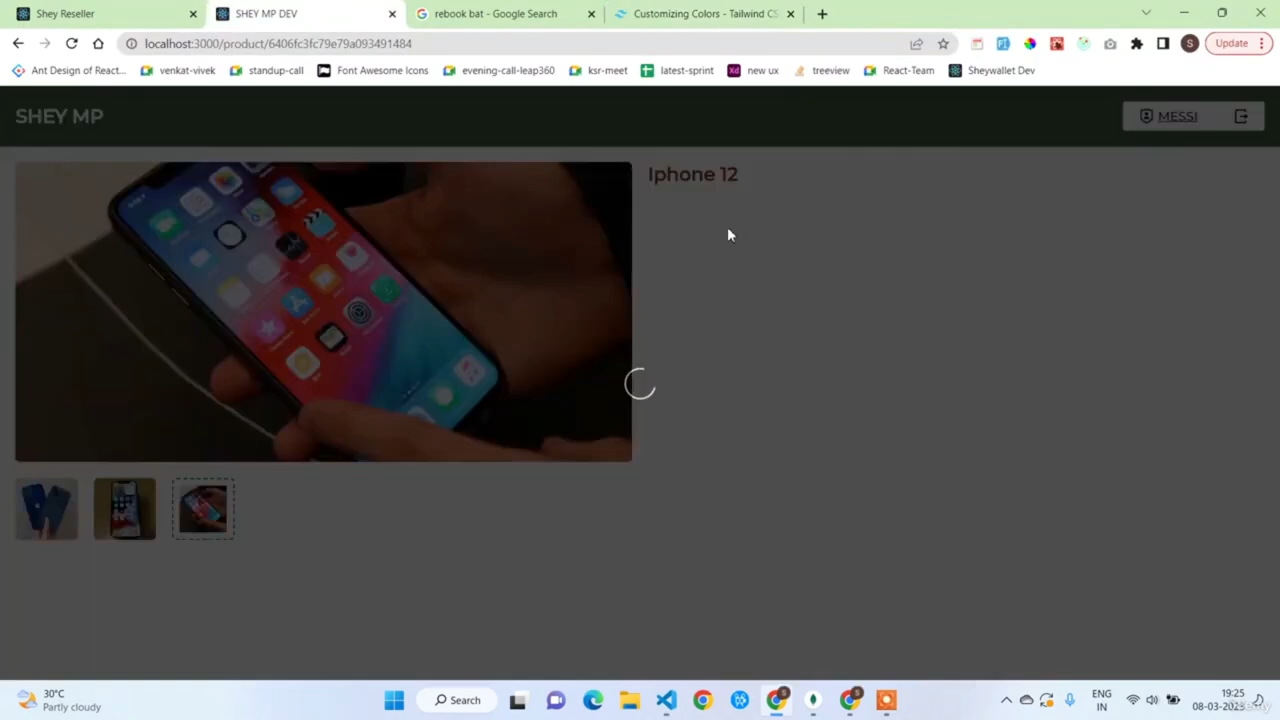 Shey Reseller
SHEY MP DEV
rebook bat - Google Search
Customizing Colors - Tailwind CS
localhost:3000/product/6406fc3fc79e79a093491484
S
Update
Ant Design of React...
venkat-vivek
standup-call
Font Awesome Icons
evening-call-leap360
ksr-meet
latest-sprint
Xd
new ux
treeview
React-Team
Sheywallet Dev
SHEY MP
MESSI
Iphone 12
30°C
Partly cloudy
Search
ENG
IN
19:25
08-03-2023